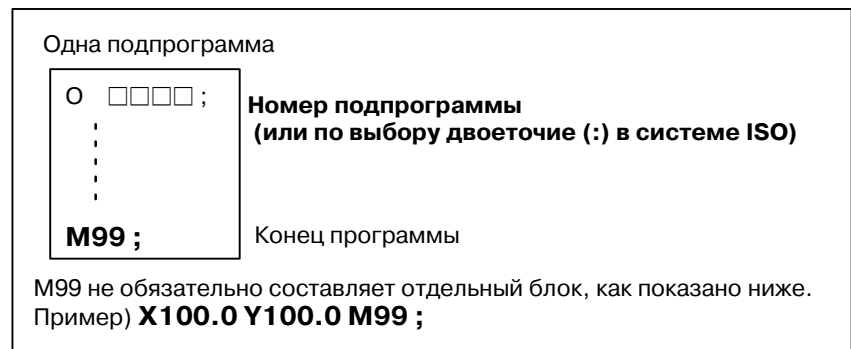 Одна подпрограмма
O □□□□ ;
Номер подпрограммы
(или по выбору двоеточие (:) в системе ISO)
M99 ;
Конец программы
M99 не обязательно составляет отдельный блок, как показано ниже.
Пример) X100.0 Y100.0 M99 ;